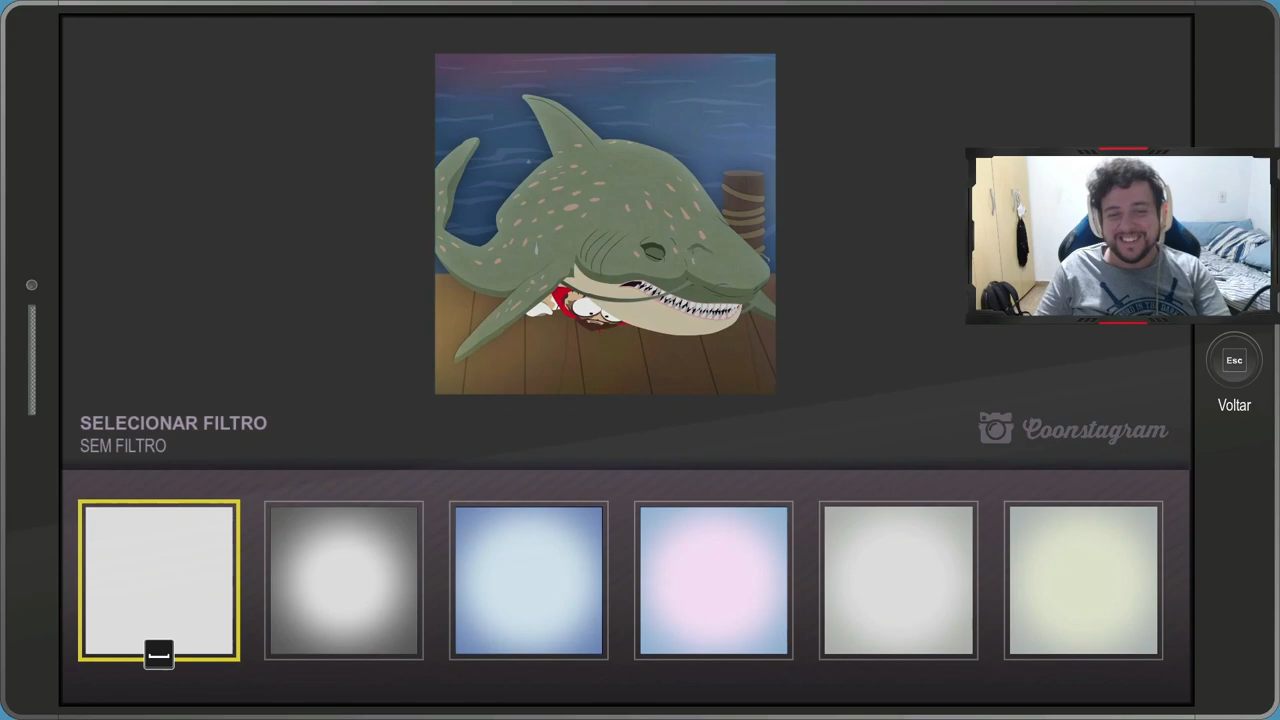 SELECIONAR FILTRO
SEM FILTRO
Coonstagram
Esc
Voltar